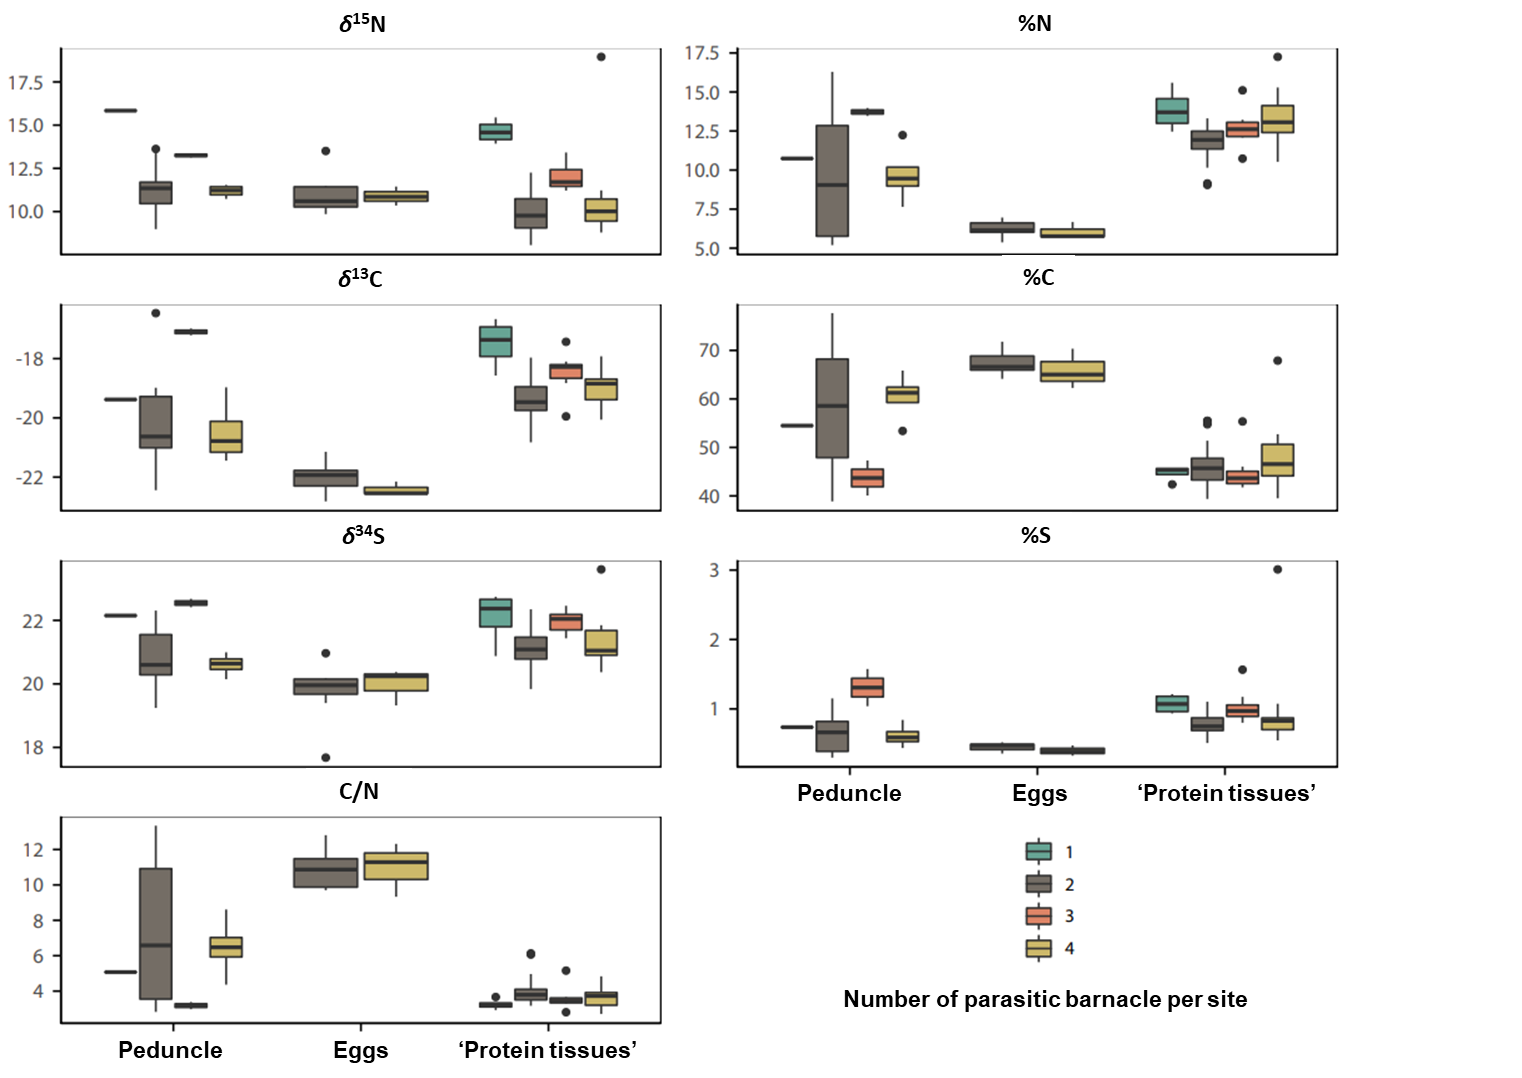 δ15N
%N
17.5
15.0
12.5
10.0
17.5
15.0
12.5
10.0
7.5
5.0
δ13C
%C
-18
-20
-22
70
60
50
40
δ34S
%S
22
20
18
3
2
1
C/N
Peduncle
Eggs
‘Protein tissues’
12
10
8
6
4
1
2
3
4
Number of parasitic barnacle per site
Peduncle
Eggs
‘Protein tissues’